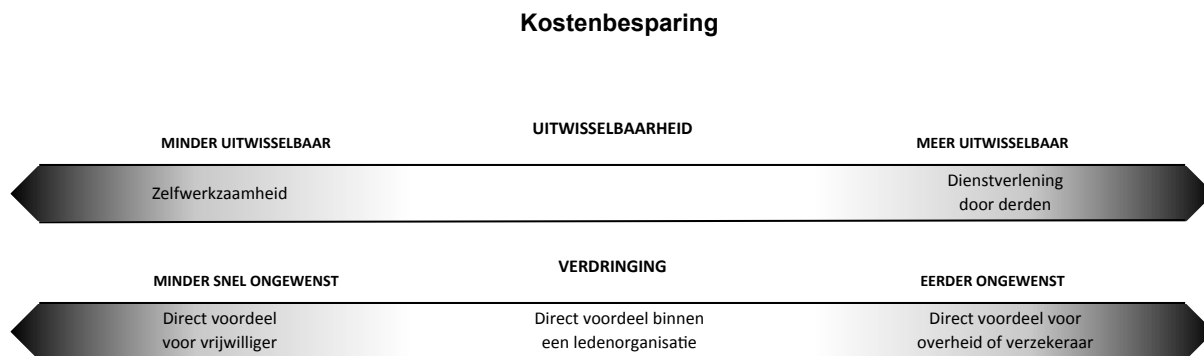 Kostenbesparing
UITWISSELBAARHEID
MINDER UITWISSELBAAR
MEER UITWISSELBAAR
Zelfwerkzaamheid
Dienstverlening
door derden
VERDRINGING
MINDER SNEL ONGEWENST
EERDER ONGEWENST
Direct voordeel
voor vrijwilliger
Direct voordeel binnen
een ledenorganisatie
Direct voordeel voor
overheid of verzekeraar